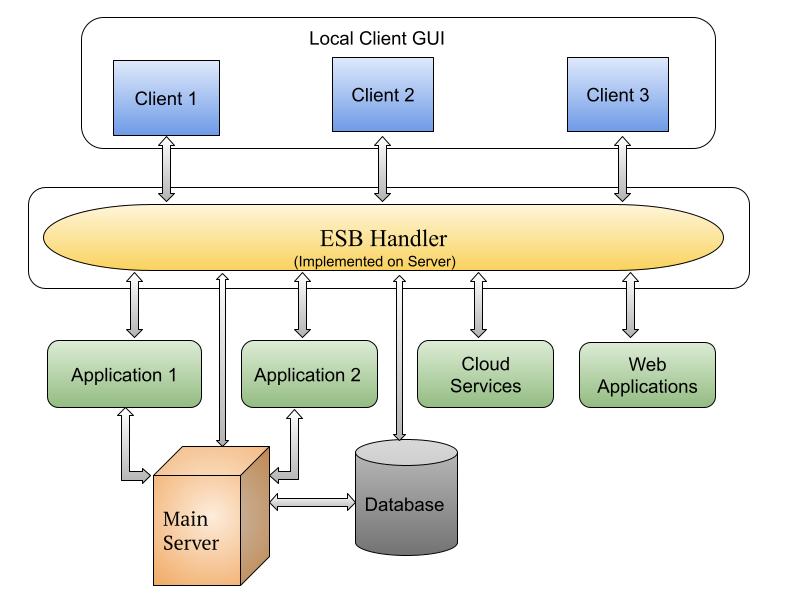 Local Client GUI
Client 1
Client 2
Client 3
ESB Handler
(Implemented on Server)
Application 1
Application 2
Cloud
Services
Web
Applications
Main
Server
Database